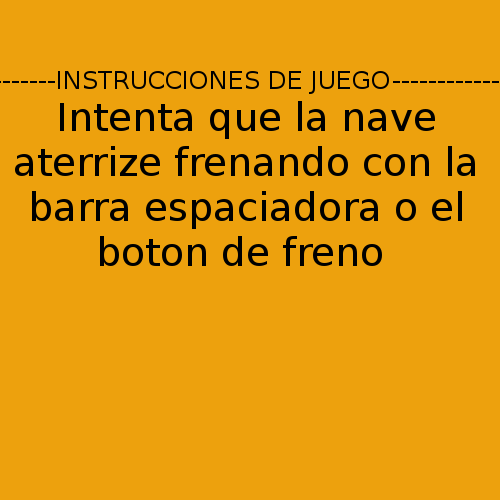 -------INSTRUCCIONES DE JUEGO------------
Intenta que la nave
aterrize frenando con la
barra espaciadora o el
boton de freno